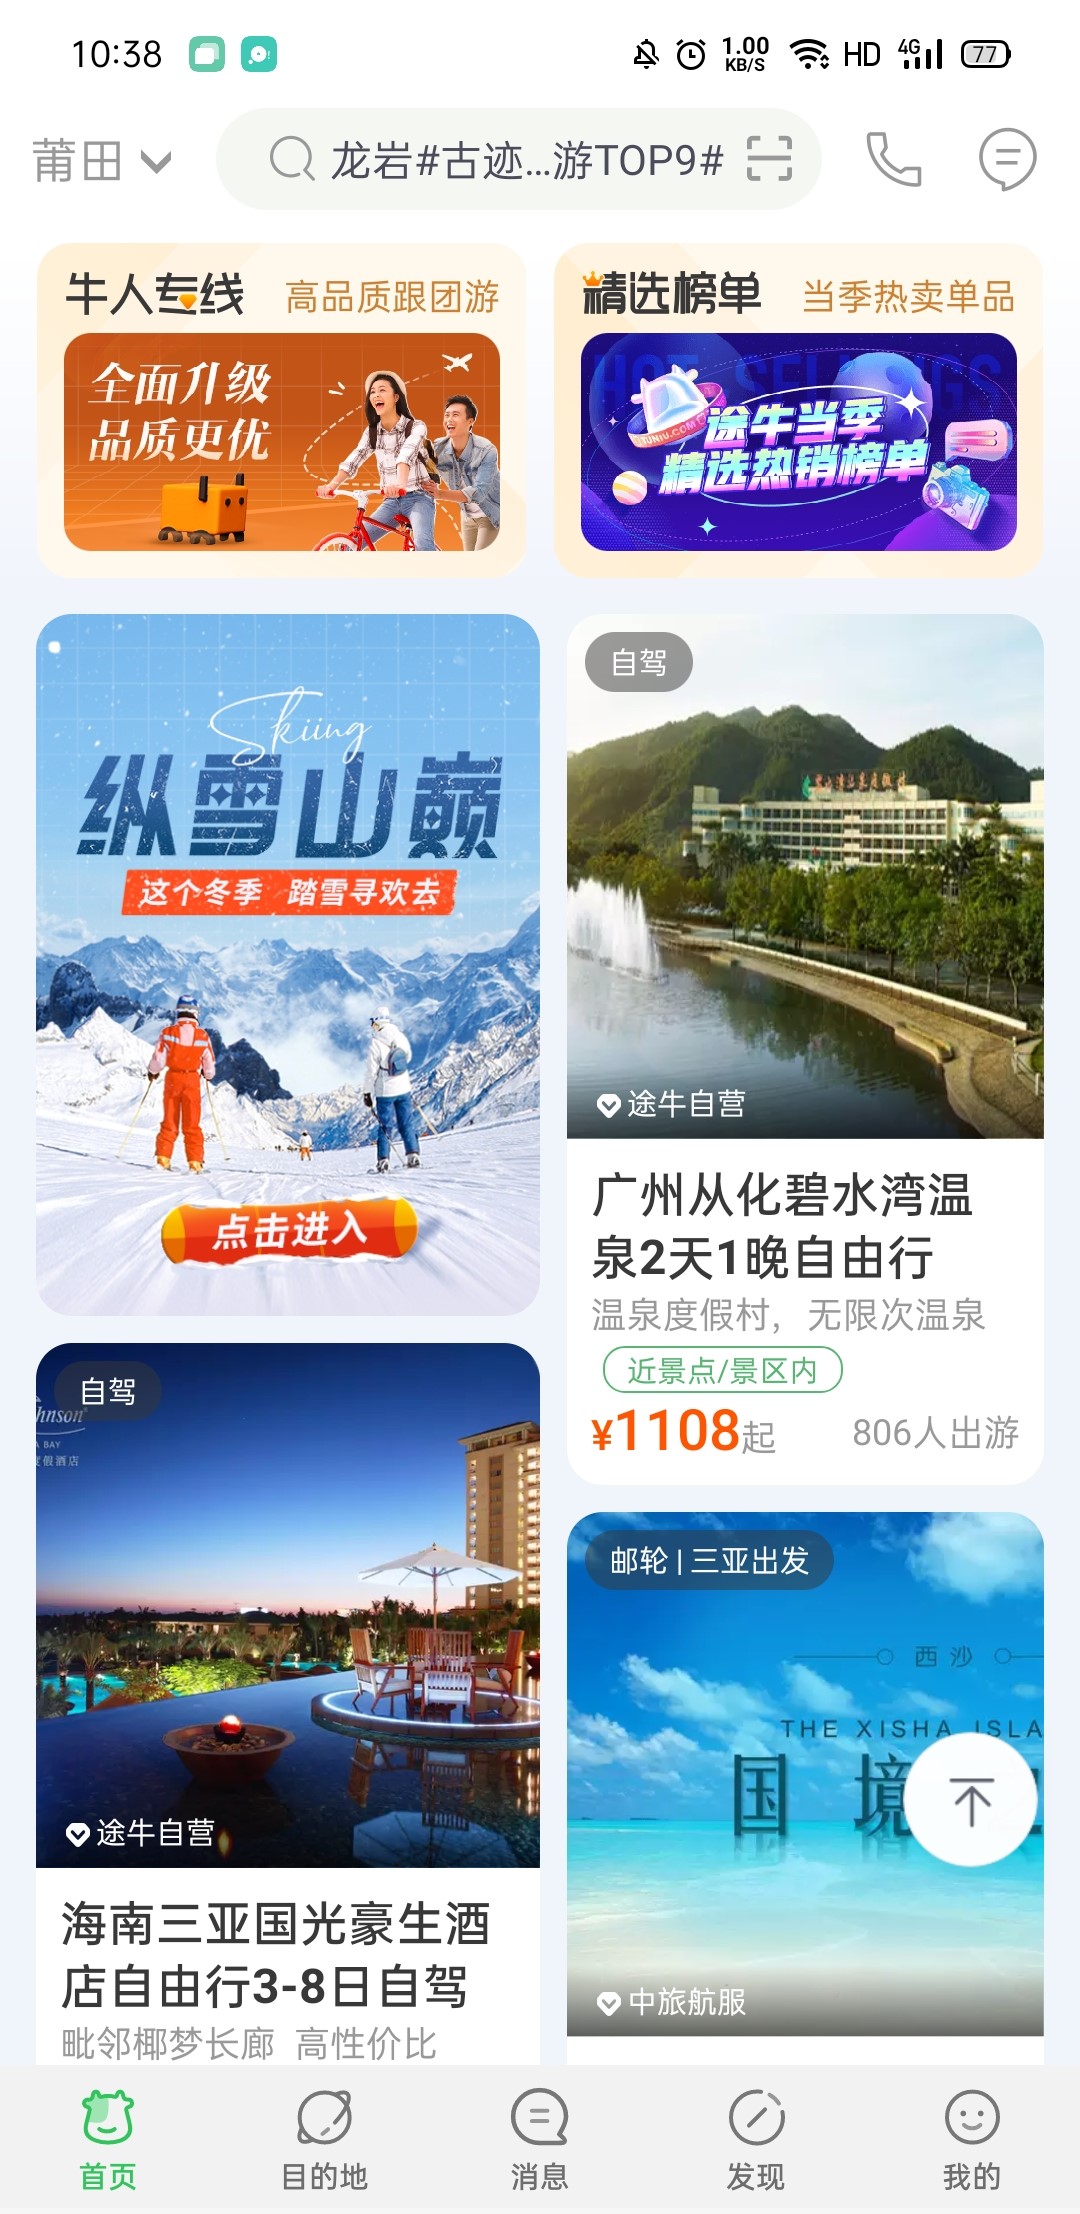 10:38
1.00
KB/S
HD
4G
77
莆田
龙岩#古迹...游TOP9#
牛人专线
高品质跟团游
精选榜单
当季热卖单品
全面升级
品质更优
HOT SELLINGS
TUNIU.COM
途牛当季
精选热销榜单
Skiing
纵雪山巅
这个冬季 踏雪寻欢去
点击进入
自驾
途牛自营
广州从化碧水湾温
泉2天1晚自由行
温泉度假村，无限次温泉
近景点/景区内
¥1108起
806人出游
自驾
hnson
A BAY
度假酒店
途牛自营
海南三亚国光豪生酒
店自由行3-8日自驾
毗邻椰梦长廊 高性价比
邮轮 | 三亚出发
西沙
THE XISHA ISLA
国境
中旅航服
首页
目的地
消息
发现
我的